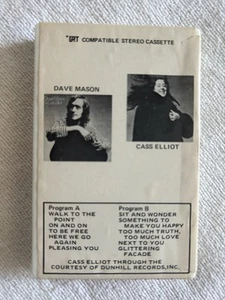 GRT COMPATIBLE STEREO CASSETTE
DAVE MASON
CASS ELLIOT
Program A
WALK TO THE
POINT
ON AND ON
TO BE FREE
HERE WE GO
AGAIN
PLEASING YOU
Program B
SIT AND WONDER
SOMETHING TO
MAKE YOU HAPPY
TOO MUCH TRUTH,
TOO MUCH LOVE
NEXT TO YOU
GLITTERING
FACADE
CASS ELLIOT THROUGH THE
COURTESY OF DUNHILL RECORDS, INC.